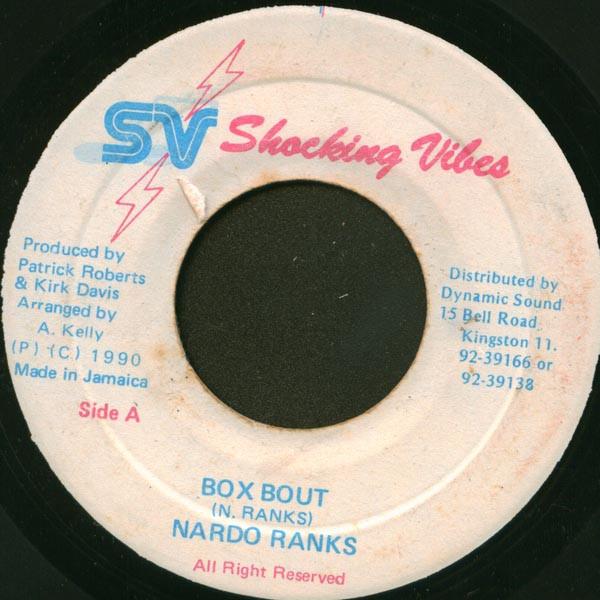 SV Shocking Vibes
Produced by
Patrick Roberts
& Kirk Davis
Arranged by
A. Kelly
(P) (C) 1990
Made in Jamaica
Side A
Distributed by
Dynamic Sound
15 Bell Road
Kingston 11.
92-39166 or
92-39138
BOX BOUT
(N. RANKS)
NARDO RANKS
All Right Reserved